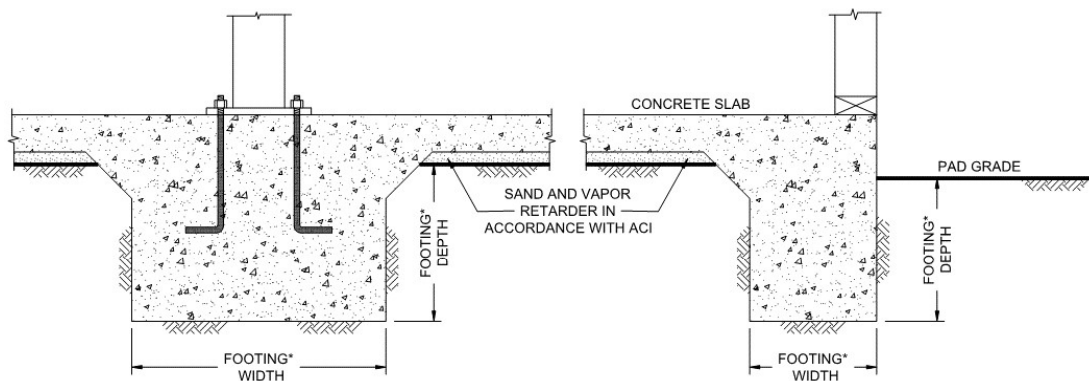 CONCRETE SLAB
PAD GRADE
SAND AND VAPOR
RETARDER IN
ACCORDANCE WITH ACI
FOOTING*
DEPTH
FOOTING*
DEPTH
FOOTING*
WIDTH
FOOTING*
WIDTH